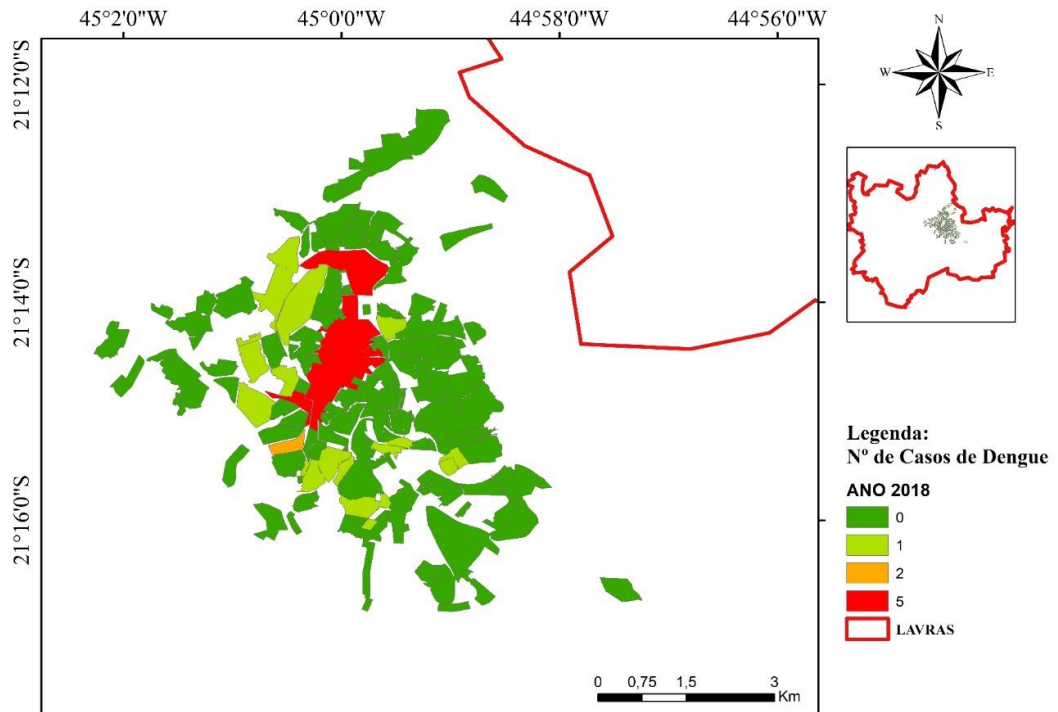 45°2'0"W 45°0'0"W 44°58'0"W 44°56'0"W
21°12'0"S
21°14'0"S
21°16'0"S
N
W E
S
Legenda:
Nº de Casos de Dengue
ANO 2018
0
1
2
5
LAVRAS
0 0,75 1,5 3
Km